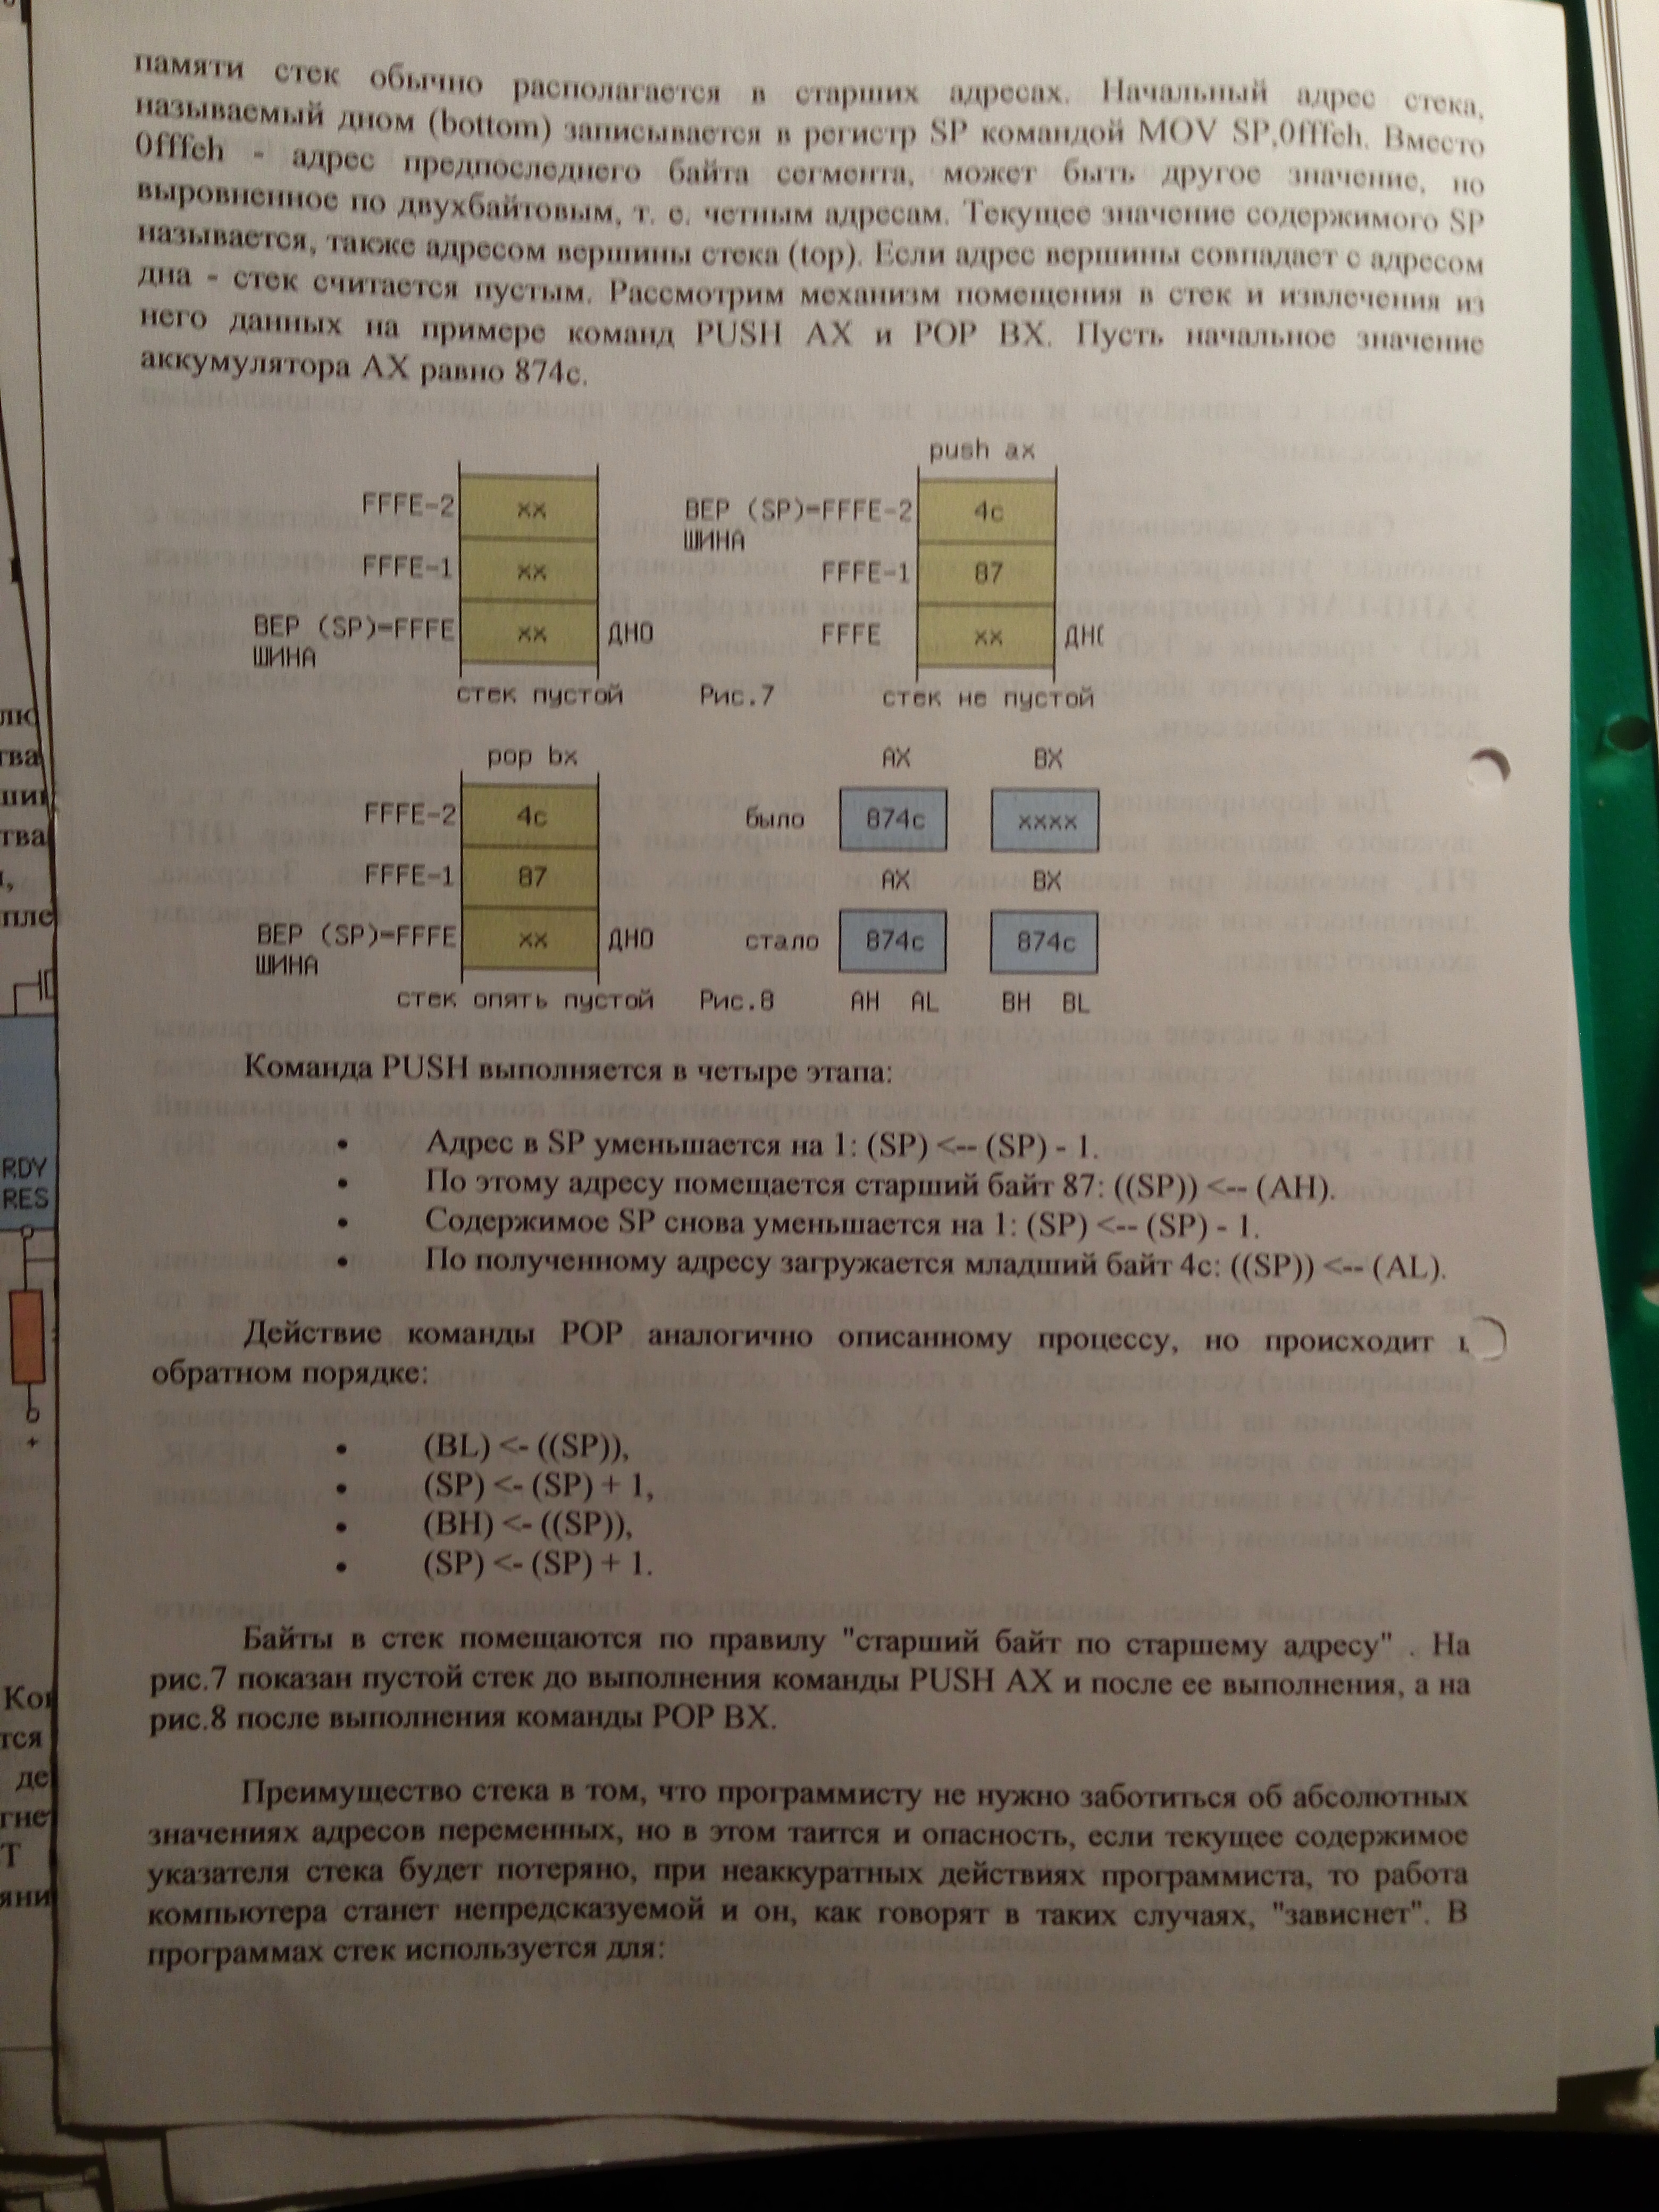 памяти стек обычно располагается в старших адресах. Начальный адрес стека,
называемый дном (bottom) записывается в регистр SP командой MOV SP,0fffeh. Вместо
0fffeh - адрес предпоследнего байта сегмента, может быть другое значение, но
выровненное по двухбайтовым, т. е. четным адресам. Текущее значение содержимого SP
называется, также адресом вершины стека (top). Если адрес вершины совпадает с адресом
дна - стек считается пустым. Рассмотрим механизм помещения в стек и извлечения из
него данных на примере команд PUSH AX и POP BX. Пусть начальное значение
аккумулятора AX равно 874c.
push ax
FFFE-2 xx ВЕР (SP)=FFFE-2 4c
ШИНА
FFFE-1 xx FFFE-1 87
ВЕР (SP)=FFFE xx ДНО FFFE xx ДНО
ШИНА
стек пустой Рис.7 стек не пустой
pop bx AX BX
FFFE-2 4c было 874c xxxx
FFFE-1 87 AX BX
ВЕР (SP)=FFFE xx ДНО стало 874c 874c
ШИНА
стек опять пустой Рис.8 AH AL BH BL
Команда PUSH выполняется в четыре этапа:
• Адрес в SP уменьшается на 1: (SP) <-- (SP) - 1.
• По этому адресу помещается старший байт 87: ((SP)) <-- (AH).
• Содержимое SP снова уменьшается на 1: (SP) <-- (SP) - 1.
• По полученному адресу загружается младший байт 4c: ((SP)) <-- (AL).
Действие команды POP аналогично описанному процессу, но происходит в
обратном порядке:
• (BL) <- ((SP)),
• (SP) <- (SP) + 1,
• (BH) <- ((SP)),
• (SP) <- (SP) + 1.
Байты в стек помещаются по правилу "старший байт по старшему адресу" . На
рис.7 показан пустой стек до выполнения команды PUSH AX и после ее выполнения, а на
рис.8 после выполнения команды POP BX.
Преимущество стека в том, что программисту не нужно заботиться об абсолютных
значениях адресов переменных, но в этом таится и опасность, если текущее содержимое
указателя стека будет потеряно, при неаккуратных действиях программиста, то работа
компьютера станет непредсказуемой и он, как говорят в таких случаях, "зависнет". В
программах стек используется для:
RDY
RES